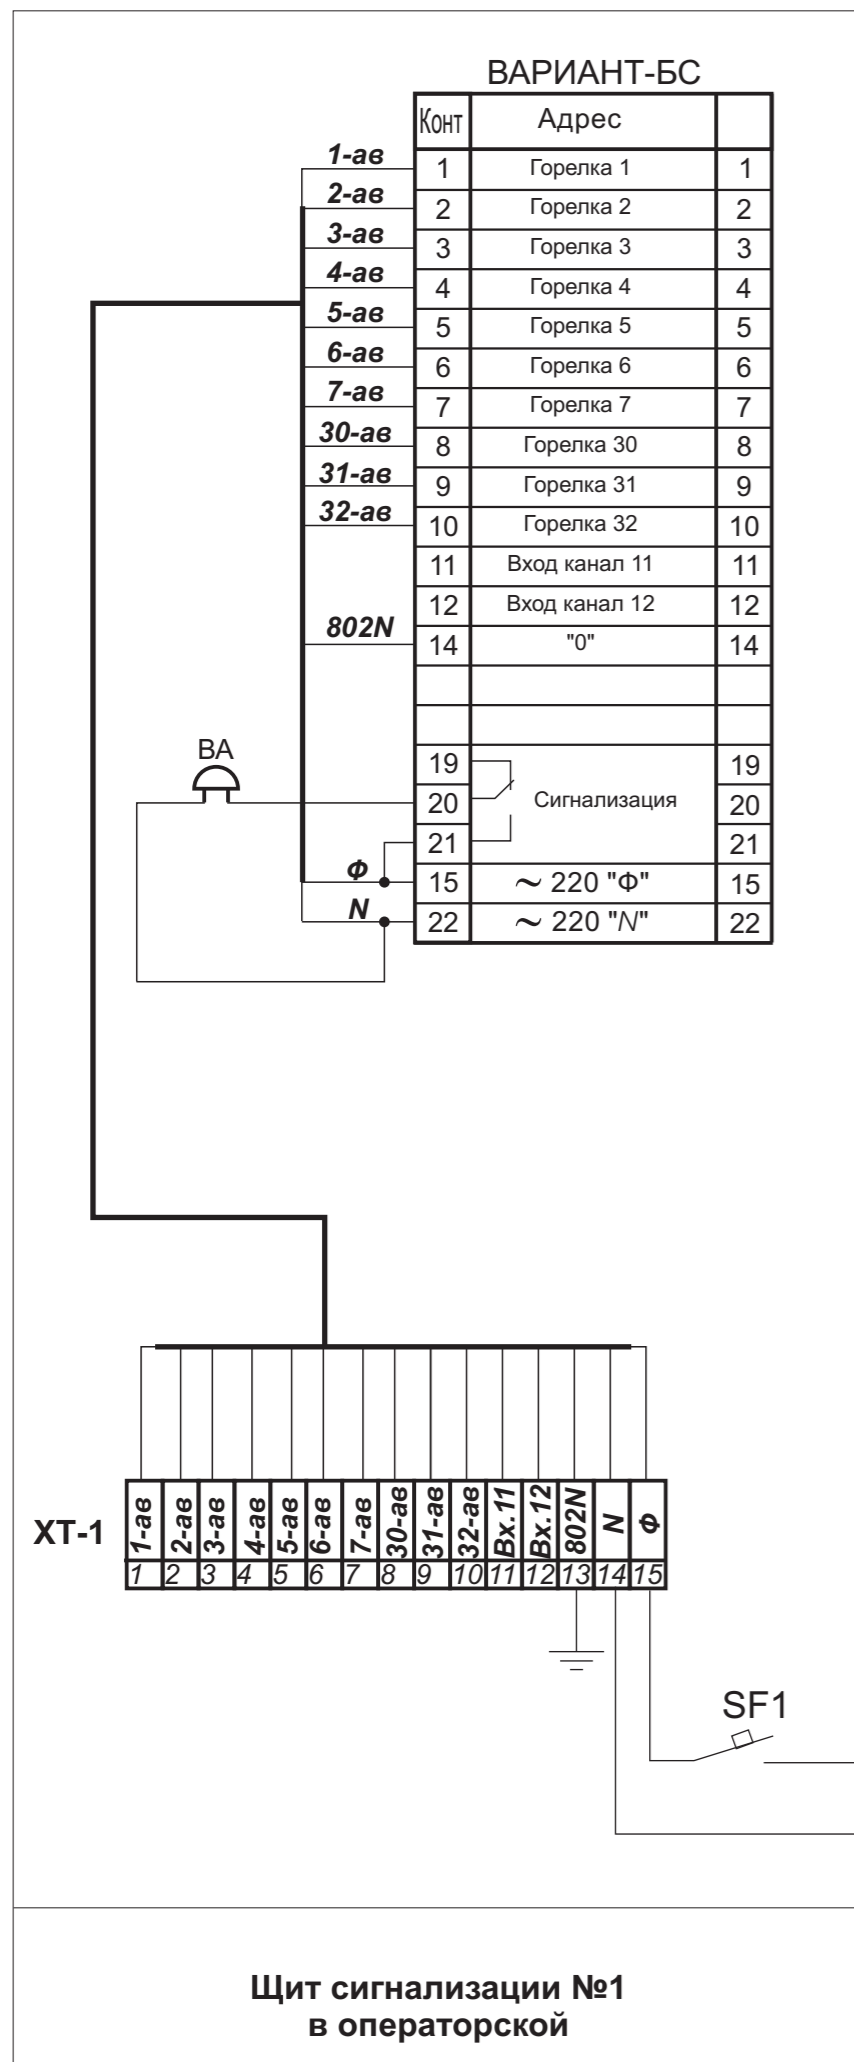 ВАРИАНТ-БС
Конт Адрес
1-ав 1 Горелка 1 1
2-ав 2 Горелка 2 2
3-ав 3 Горелка 3 3
4-ав 4 Горелка 4 4
5-ав 5 Горелка 5 5
6-ав 6 Горелка 6 6
7-ав 7 Горелка 7 7
30-ав 8 Горелка 30 8
31-ав 9 Горелка 31 9
32-ав 10 Горелка 32 10
11 Вход канал 11 11
12 Вход канал 12 12
802N 14 "0" 14
ВА
19 19
20 Сигнализация 20
21 21
Ф 15 ~ 220 "Ф" 15
N 22 ~ 220 "N" 22
ХТ-1
1-ав 2-ав 3-ав 4-ав 5-ав 6-ав 7-ав 30-ав 31-ав 32-ав Вх.11 Вх.12 802N N Ф
1 2 3 4 5 6 7 8 9 10 11 12 13 14 15
SF1
Щит сигнализации №1
в операторской